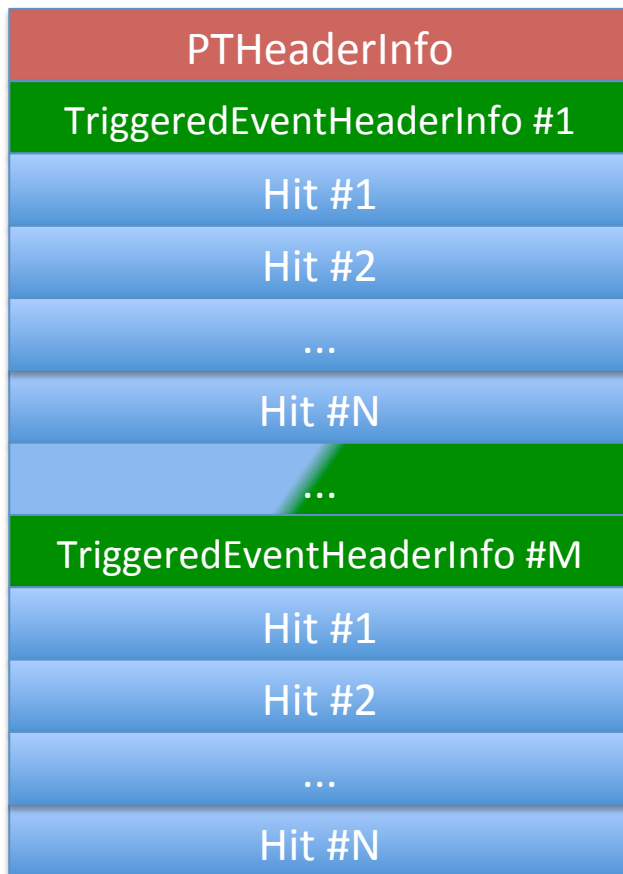 PTHeaderInfo
TriggeredEventHeaderInfo #1
Hit #1
Hit #2
...
Hit #N
...
TriggeredEventHeaderInfo #M
Hit #1
Hit #2
...
Hit #N